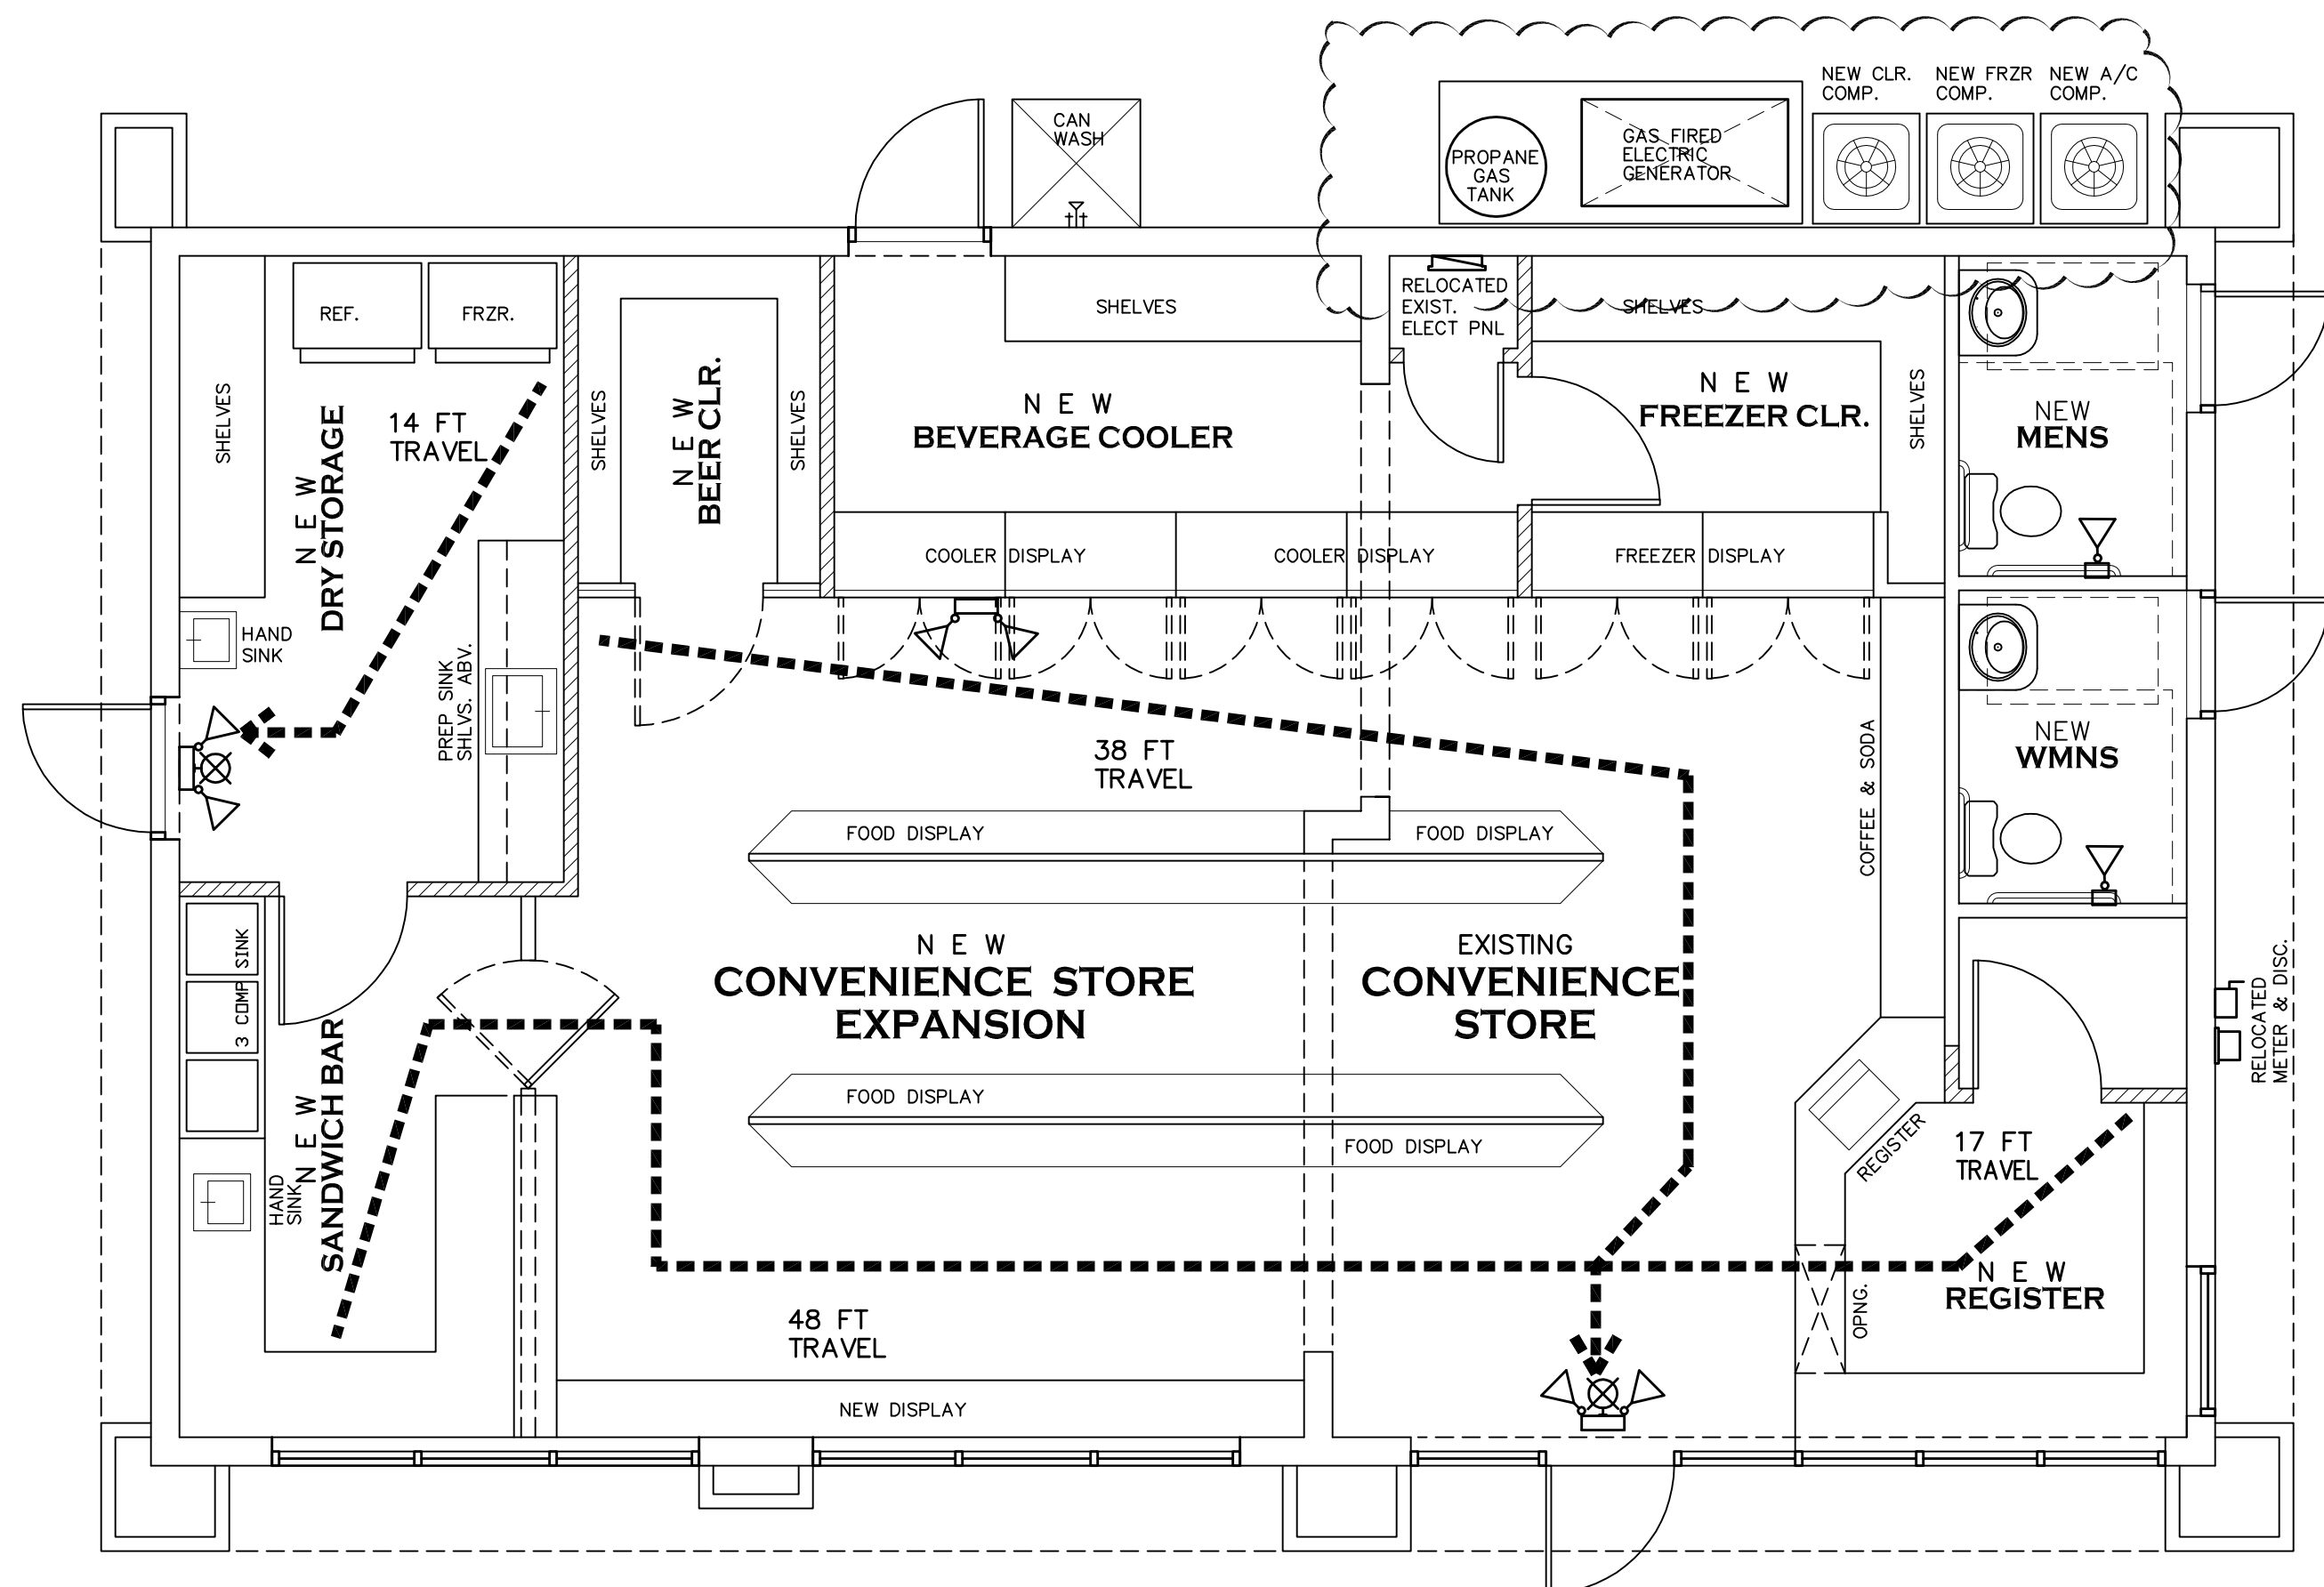 NEW CLR.
COMP.
NEW FRZR
COMP.
NEW A/C
COMP.
CAN
WASH
PROPANE
GAS
TANK
GAS FIRED
ELECTRIC
GENERATOR
REF.
FRZR.
SHELVES
RELOCATED
EXIST.
ELECT PNL
SHELVES
SHELVES
14 FT
TRAVEL
N E W
DRY STORAGE
SHELVES
N E W
BEER CLR.
SHELVES
N E W
BEVERAGE COOLER
N E W
FREEZER CLR.
SHELVES
NEW
MENS
COOLER DISPLAY
COOLER DISPLAY
FREEZER DISPLAY
HAND
SINK
PREP SINK
SHLVS. ABV.
38 FT
TRAVEL
COFFEE & SODA
NEW
WMNS
FOOD DISPLAY
FOOD DISPLAY
3 COMP SINK
N E W
CONVENIENCE STORE
EXPANSION
EXISTING
CONVENIENCE
STORE
RELOCATED
METER & DISC.
N E W
SANDWICH BAR
HAND
SINK
FOOD DISPLAY
FOOD DISPLAY
REGISTER
17 FT
TRAVEL
N E W
REGISTER
OPNG.
48 FT
TRAVEL
NEW DISPLAY